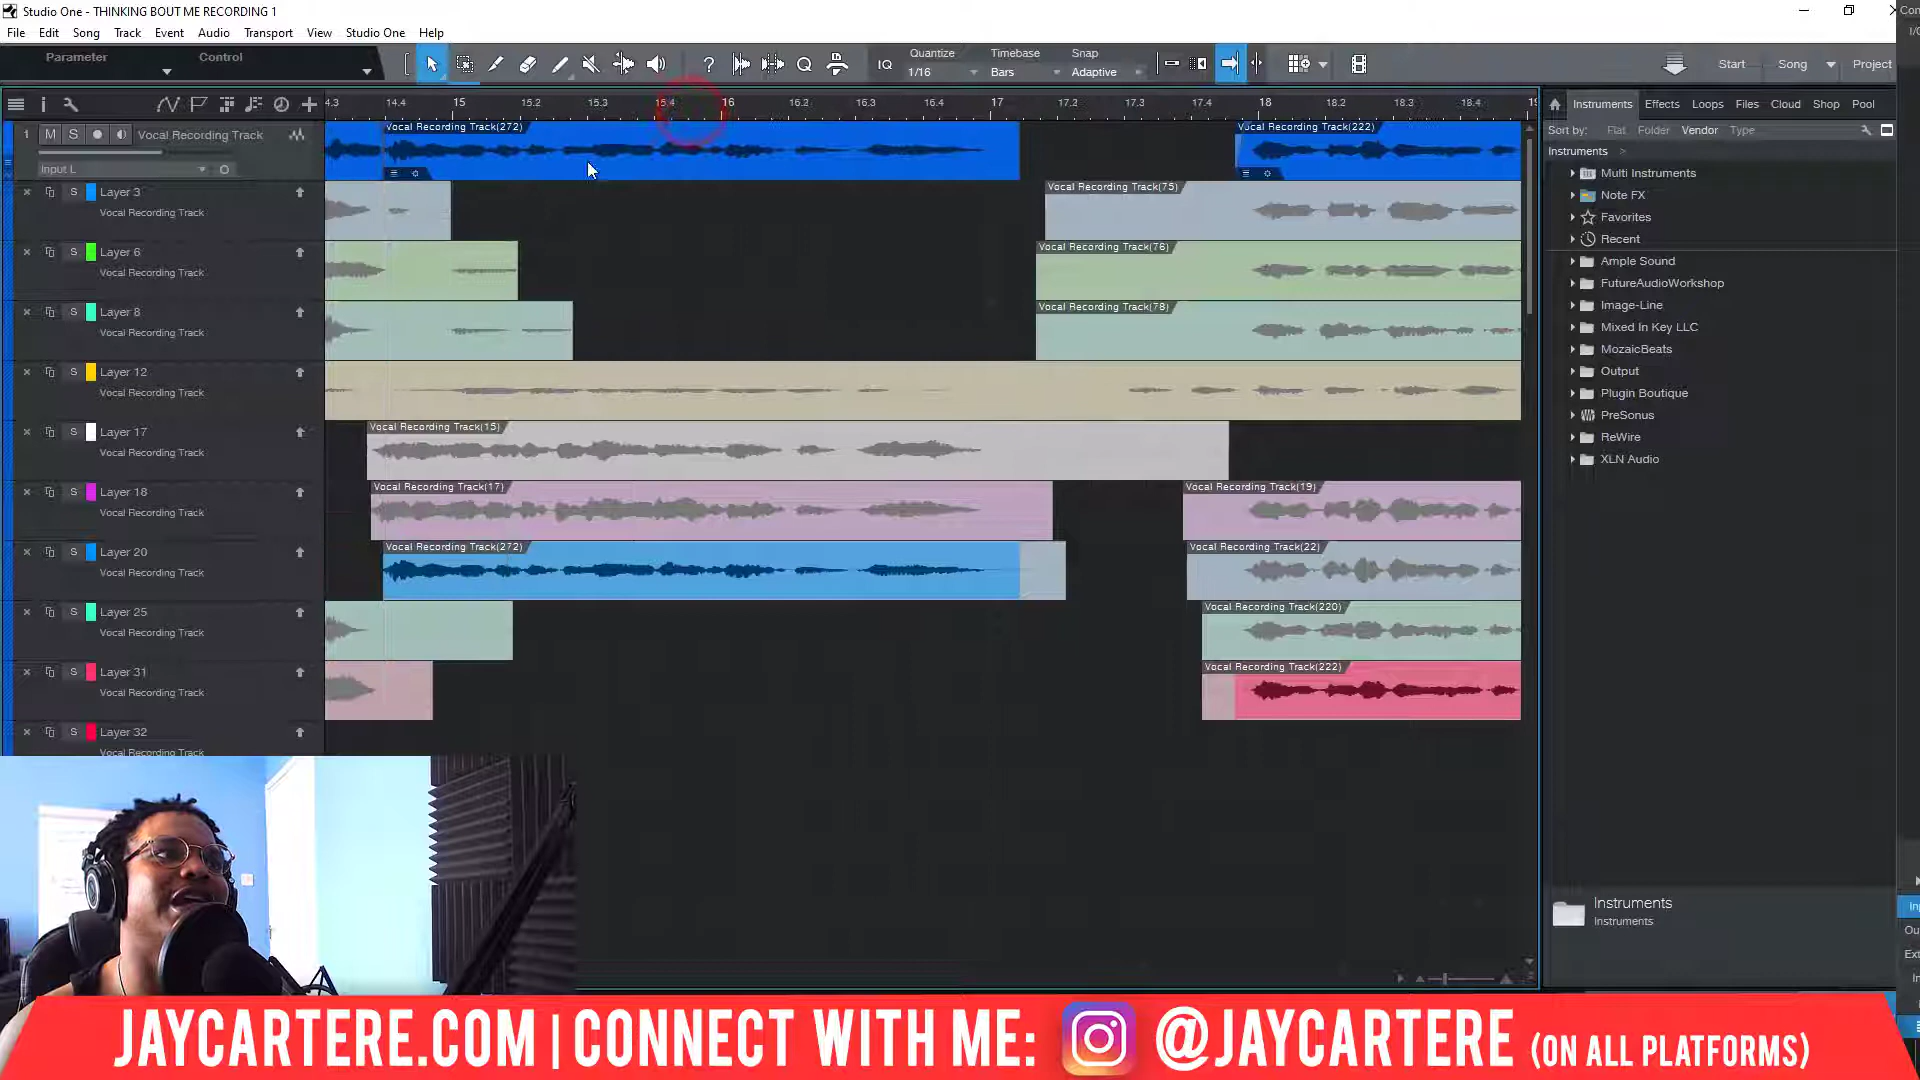 Studio One - THINKING BOUT ME RECORDING 1
File Edit Song Track Event Audio Transport View Studio One Help
Parameter Control
IQ Quantize 1/16 Timebase Bars Snap Adaptive
Start Song Project
4.3 14.4 15 15.2 15.3 15.4 16 16.2 16.3 16.4 17 17.2 17.3 17.4 18 18.2 18.3 18.4 19
Instruments Effects Loops Files Cloud Shop Pool
Sort by: Flat Folder Vendor Type
Instruments >
1 M S Vocal Recording Track
Input L
Vocal Recording Track(272) Vocal Recording Track(222)
S Layer 3
Vocal Recording Track
Vocal Recording Track(75)
S Layer 6
Vocal Recording Track
Vocal Recording Track(76)
S Layer 8
Vocal Recording Track
Vocal Recording Track(78)
S Layer 12
Vocal Recording Track
S Layer 17
Vocal Recording Track
Vocal Recording Track(15)
S Layer 18
Vocal Recording Track
Vocal Recording Track(17) Vocal Recording Track(19)
S Layer 20
Vocal Recording Track
Vocal Recording Track(272) Vocal Recording Track(22)
S Layer 25
Vocal Recording Track
Vocal Recording Track(220)
S Layer 31
Vocal Recording Track
Vocal Recording Track(222)
S Layer 32
Vocal Recording Track
Multi Instruments
Note FX
Favorites
Recent
Ample Sound
FutureAudioWorkshop
Image-Line
Mixed In Key LLC
MozaicBeats
Output
Plugin Boutique
PreSonus
ReWire
XLN Audio
Instruments
Instruments
JAYCARTERE.COM | CONNECT WITH ME: @JAYCARTERE (ON ALL PLATFORMS)